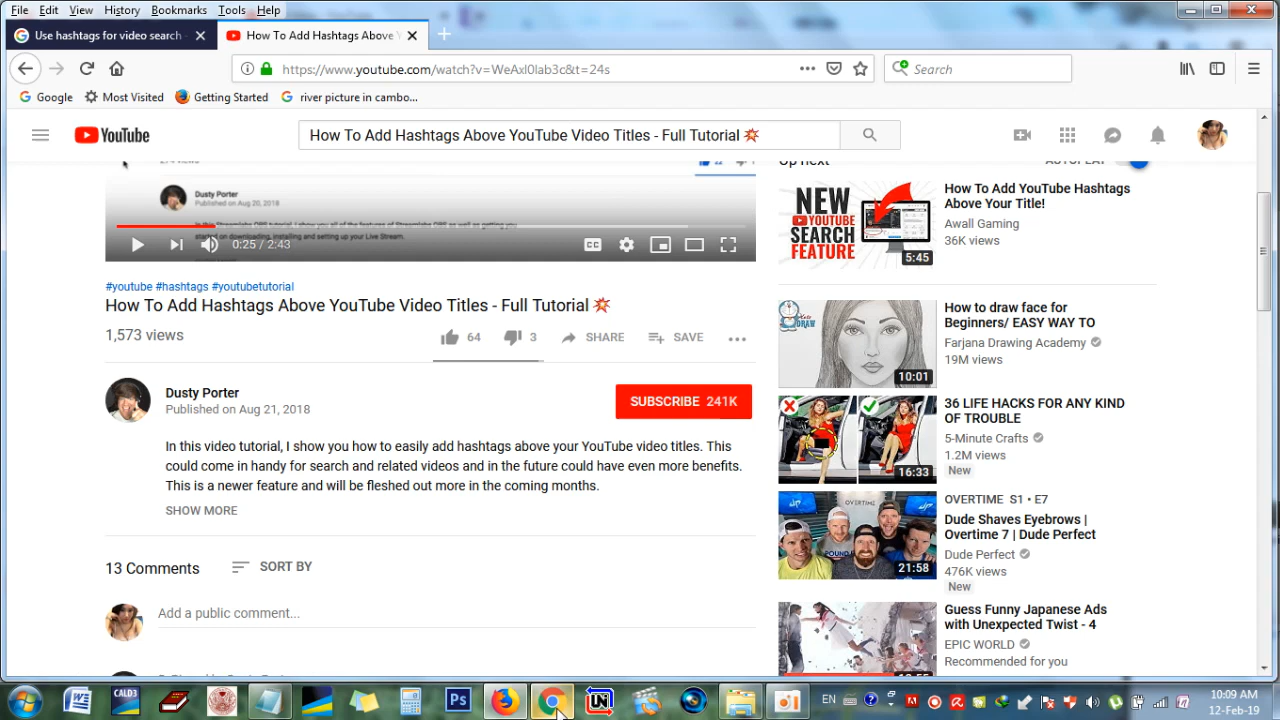 File Edit View History Bookmarks Tools Help
Use hashtags for video search
How To Add Hashtags Above Y
https://www.youtube.com/watch?v=WeAxl0lab3c&t=24s
Search
Google Most Visited Getting Started river picture in cambo...
YouTube
How To Add Hashtags Above YouTube Video Titles - Full Tutorial 💥
Up next
AUTOPLAY
Dusty Porter
Published on Aug 20, 2018
0:25 / 2:43
CC
#youtube #hashtags #youtubetutorial
How To Add Hashtags Above YouTube Video Titles - Full Tutorial 💥
1,573 views
64 3 SHARE SAVE
Dusty Porter
Published on Aug 21, 2018
SUBSCRIBE 241K
In this video tutorial, I show you how to easily add hashtags above your YouTube video titles. This
could come in handy for search and related videos and in the future could have even more benefits.
This is a newer feature and will be fleshed out more in the coming months.
SHOW MORE
13 Comments SORT BY
Add a public comment...
NEW
YOUTUBE
SEARCH
FEATURE
5:45
How To Add YouTube Hashtags
Above Your Title!
Awall Gaming
36K views
DRAW
10:01
How to draw face for
Beginners/ EASY WAY TO
Farjana Drawing Academy
19M views
16:33
36 LIFE HACKS FOR ANY KIND
OF TROUBLE
5-Minute Crafts
1.2M views
New
OVERTIME
21:58
OVERTIME S1 • E7
Dude Shaves Eyebrows |
Overtime 7 | Dude Perfect
Dude Perfect
476K views
New
Guess Funny Japanese Ads
with Unexpected Twist - 4
EPIC WORLD
Recommended for you
W CALD3 Ps UN
EN
10:09 AM
12-Feb-19